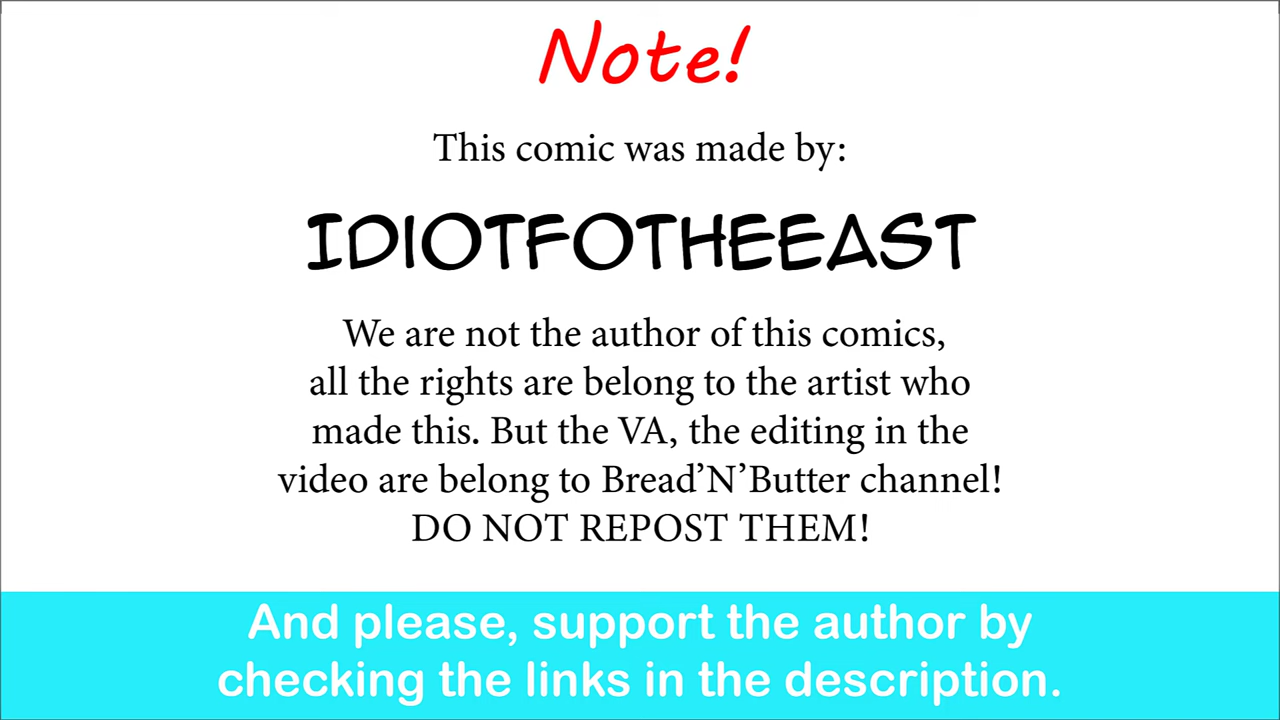 Note!
This comic was made by:
IDIOTFOTHEEAST
We are not the author of this comics,
all the rights are belong to the artist who
made this. But the VA, the editing in the
video are belong to Bread’N’Butter channel!
DO NOT REPOST THEM!
And please, support the author by
checking the links in the description.